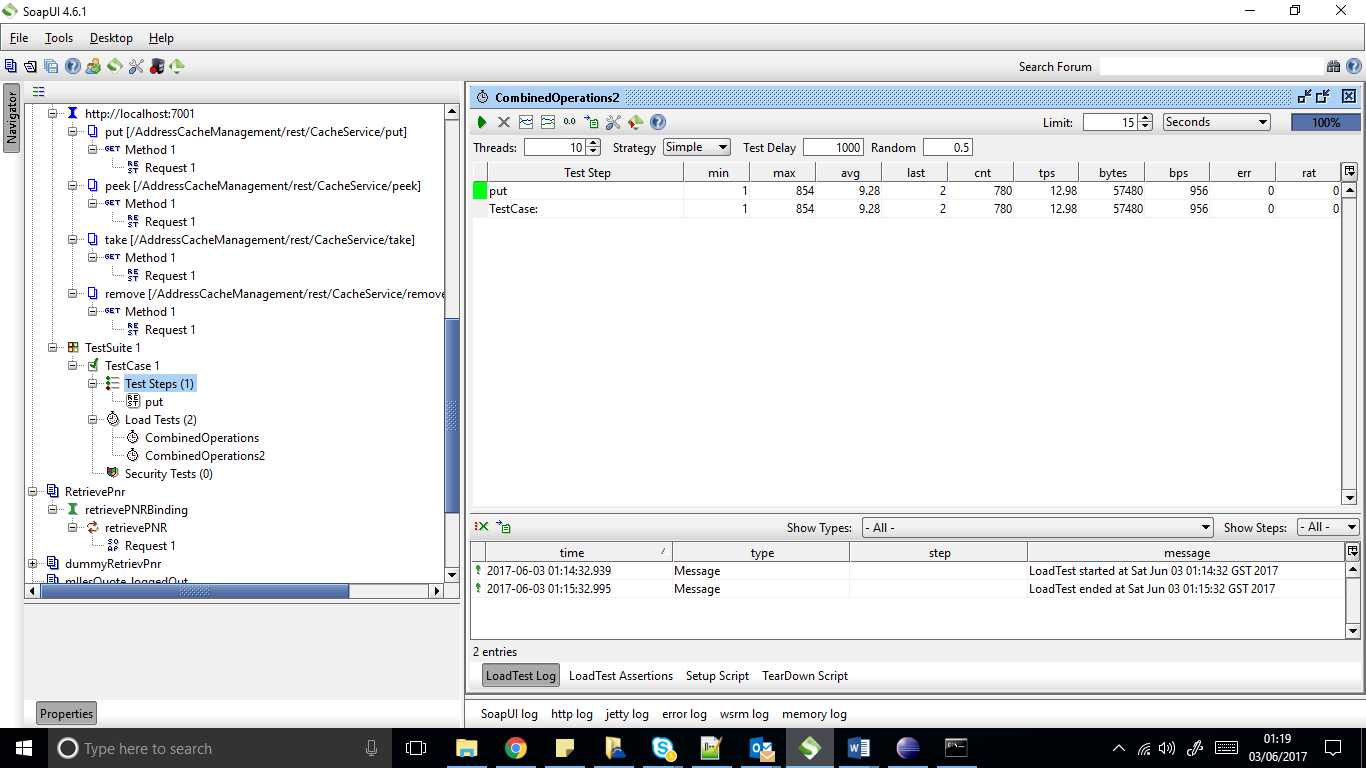 SoapUI 4.6.1
File Tools Desktop Help
Search Forum
Navigator
http://localhost:7001
put [/AddressCacheManagement/rest/CacheService/put]
GET Method 1
REST Request 1
peek [/AddressCacheManagement/rest/CacheService/peek]
GET Method 1
REST Request 1
take [/AddressCacheManagement/rest/CacheService/take]
GET Method 1
REST Request 1
remove [/AddressCacheManagement/rest/CacheService/remove
GET Method 1
REST Request 1
TestSuite 1
TestCase 1
Test Steps (1)
REST put
Load Tests (2)
CombinedOperations
CombinedOperations2
Security Tests (0)
RetrievePnr
retrievePNRBinding
retrievePNR
SOAP Request 1
dummyRetrievPnr
mllesQuote_loggedOut
Properties
CombinedOperations2
0.0
Limit: 15 Seconds 100%
Threads: 10 Strategy Simple Test Delay 1000 Random 0.5
Test Step min max avg last cnt tps bytes bps err rat
put 1 854 9.28 2 780 12.98 57480 956 0 0
TestCase: 1 854 9.28 2 780 12.98 57480 956 0 0
Show Types: - All - Show Steps: - All -
time type step message
2017-06-03 01:14:32.939 Message LoadTest started at Sat Jun 03 01:14:32 GST 2017
2017-06-03 01:15:32.995 Message LoadTest ended at Sat Jun 03 01:15:32 GST 2017
2 entries
LoadTest Log LoadTest Assertions Setup Script TearDown Script
SoapUI log http log jetty log error log wsrm log memory log
Type here to search
01:19
03/06/2017